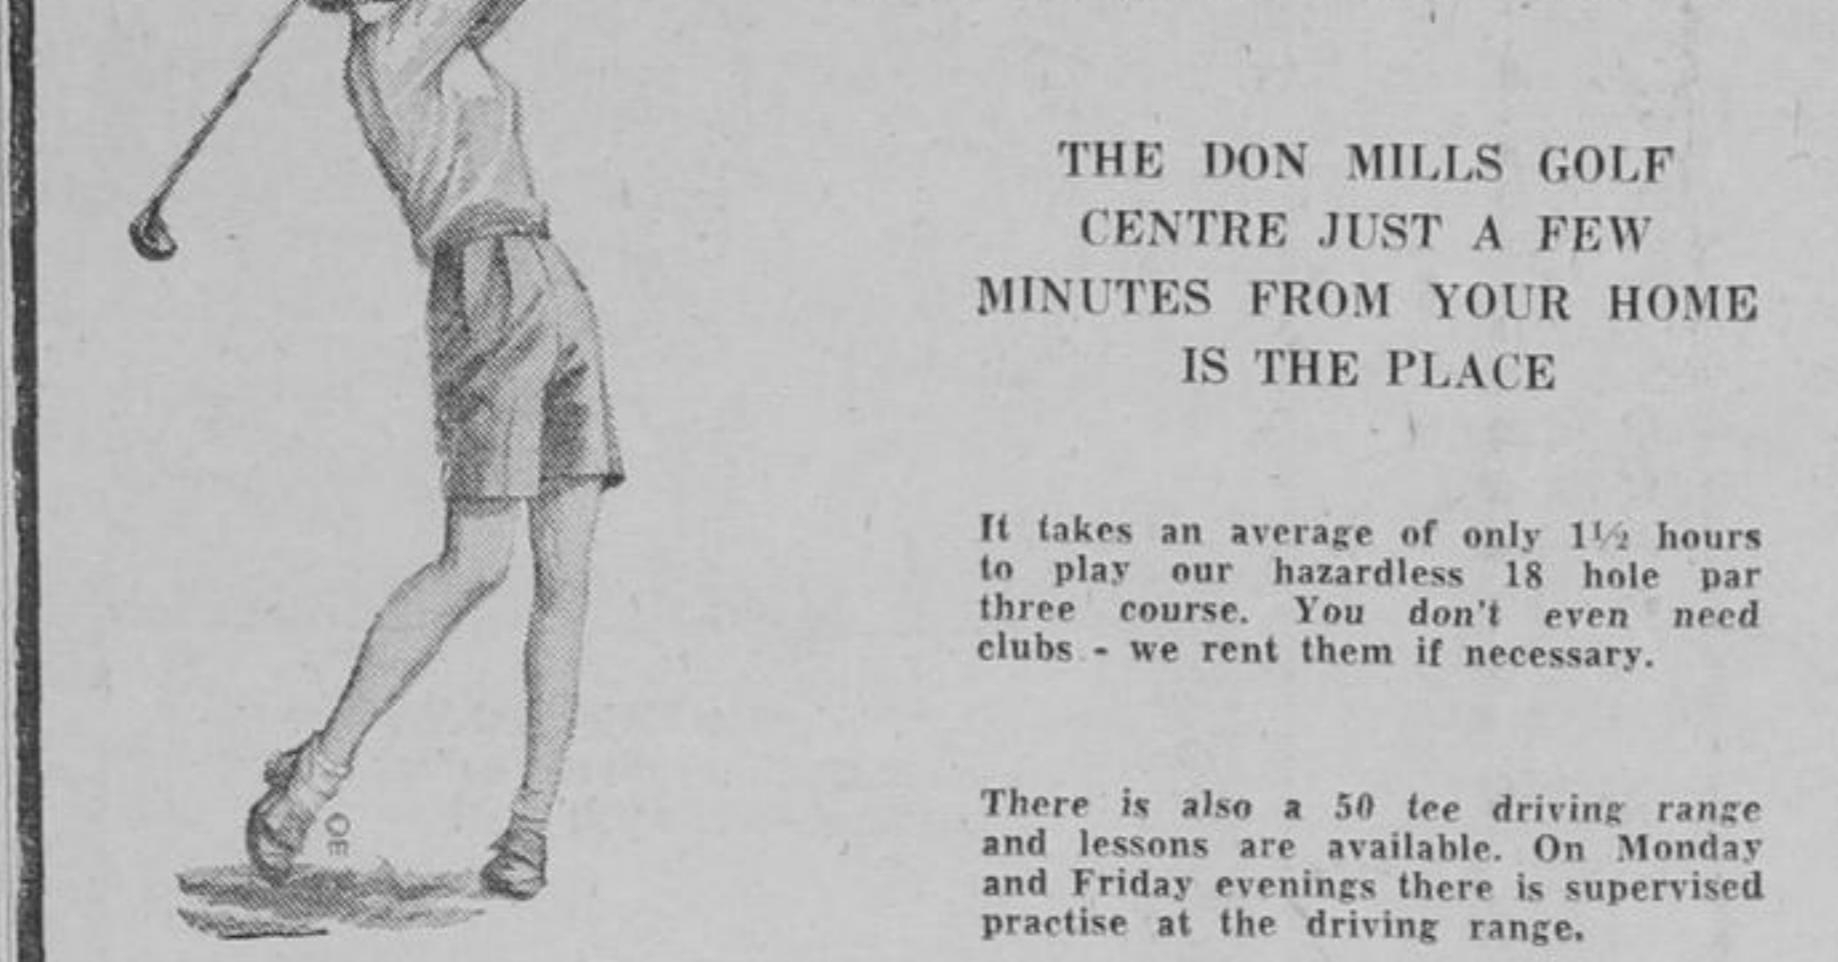 THE DON MILLS GOLF
CENTRE JUST A FEW
MINUTES FROM YOUR HOME
IS THE PLACE
It takes an average of only 1½ hours
to play our hazardless 18 hole par
three course. You don't even need
clubs - we rent them if necessary.
There is also a 50 tee driving range
and lessons are available. On Monday
and Friday evenings there is supervised
practise at the driving range.
OE